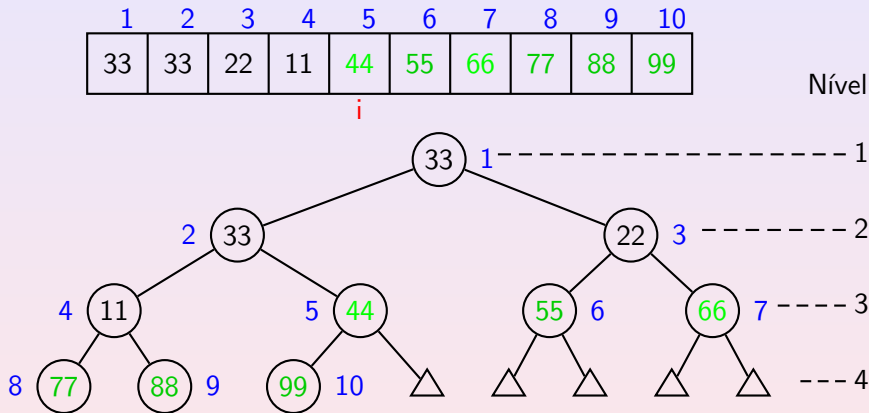 1 2 3 4 5 6 7 8 9 10
33 33 22 11 44 55 66 77 88 99
i
Nível
33 1 1
2 33 22 3 2
4 11 5 44 55 6 66 7 3
8 77 88 9 99 10 4